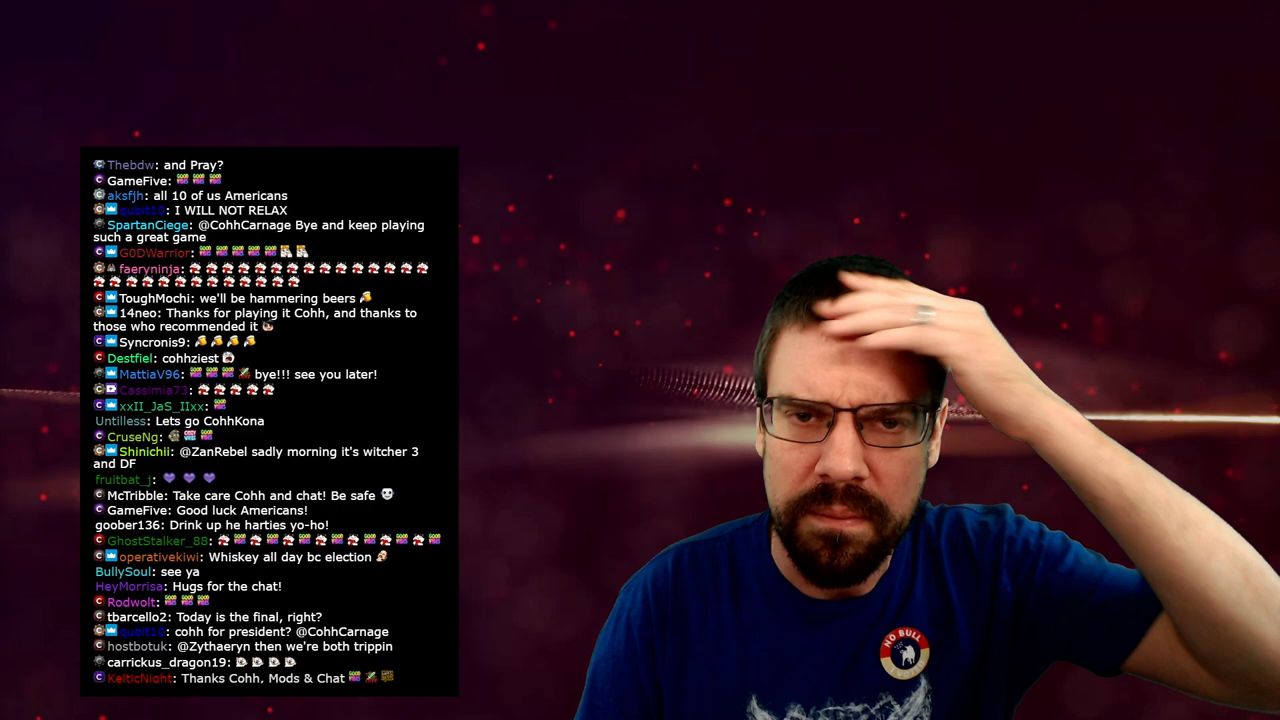 Thebdw: and Pray?
GameFive:
aksfjh: all 10 of us Americans
qubit10: I WILL NOT RELAX
SpartanCiege: @CohhCarnage Bye and keep playing
such a great game
G0DWarrior:
faeryninja:
ToughMochi: we'll be hammering beers
14neo: Thanks for playing it Cohh, and thanks to
those who recommended it
Syncronis9:
Destfiel: cohhziest
MattiaV96: bye!!! see you later!
Cassimia73:
xxII_JaS_IIxx:
Untilless: Lets go CohhKona
CruseNg:
Shinichii: @ZanRebel sadly morning it's witcher 3
and DF
fruitbat_j:
McTribble: Take care Cohh and chat! Be safe
GameFive: Good luck Americans!
goober136: Drink up he harties yo-ho!
GhostStalker_88:
operativekiwi: Whiskey all day bc election
BullySoul: see ya
HeyMorrisa: Hugs for the chat!
Rodwolt:
tbarcello2: Today is the final, right?
qubit10: cohh for president? @CohhCarnage
hostbotuk: @Zythaeryn then we're both trippin
carrickus_dragon19:
KelticNight: Thanks Cohh, Mods & Chat
NO BULL